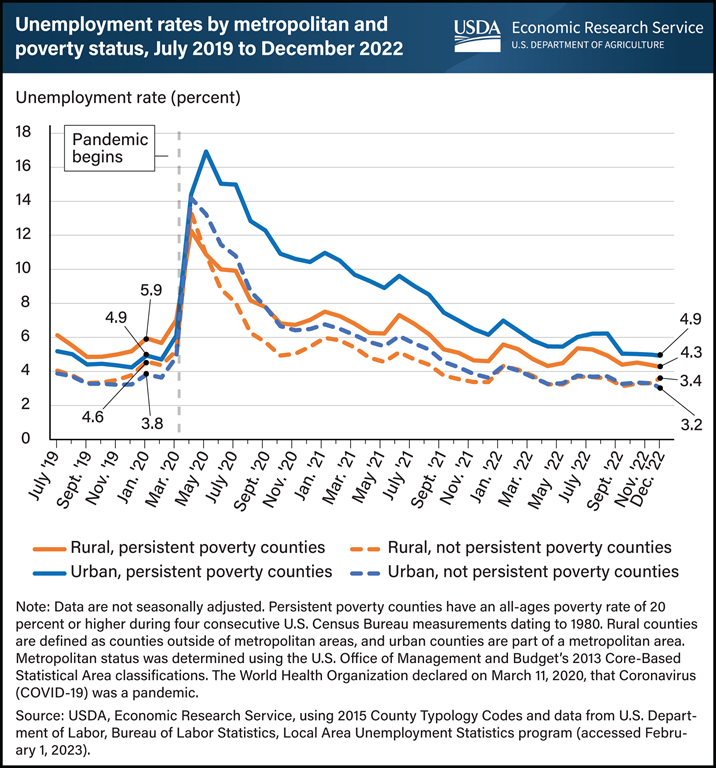 Unemployment rates by metropolitan and
poverty status, July 2019 to December 2022
USDA
Economic Research Service
U.S. DEPARTMENT OF AGRICULTURE
Unemployment rate (percent)
18
16
14
12
10
8
6
4
2
0
Pandemic
begins
5.9
4.9
4.6
3.8
4.9
4.3
3.4
3.2
July '19
Sept. '19
Nov. '19
Jan. '20
Mar. '20
May '20
July '20
Sept. '20
Nov. '20
Jan. '21
Mar. '21
May '21
July '21
Sept. '21
Nov. '21
Jan. '22
Mar. '22
May '22
July '22
Sept. '22
Nov. '22
Dec. '22
Rural, persistent poverty counties
Rural, not persistent poverty counties
Urban, persistent poverty counties
Urban, not persistent poverty counties
Note: Data are not seasonally adjusted. Persistent poverty counties have an all-ages poverty rate of 20
percent or higher during four consecutive U.S. Census Bureau measurements dating to 1980. Rural counties
are defined as counties outside of metropolitan areas, and urban counties are part of a metropolitan area.
Metropolitan status was determined using the U.S. Office of Management and Budget's 2013 Core-Based
Statistical Area classifications. The World Health Organization declared on March 11, 2020, that Coronavirus
(COVID-19) was a pandemic.
Source: USDA, Economic Research Service, using 2015 County Typology Codes and data from U.S. Depart-
ment of Labor, Bureau of Labor Statistics, Local Area Unemployment Statistics program (accessed Febru-
ary 1, 2023).